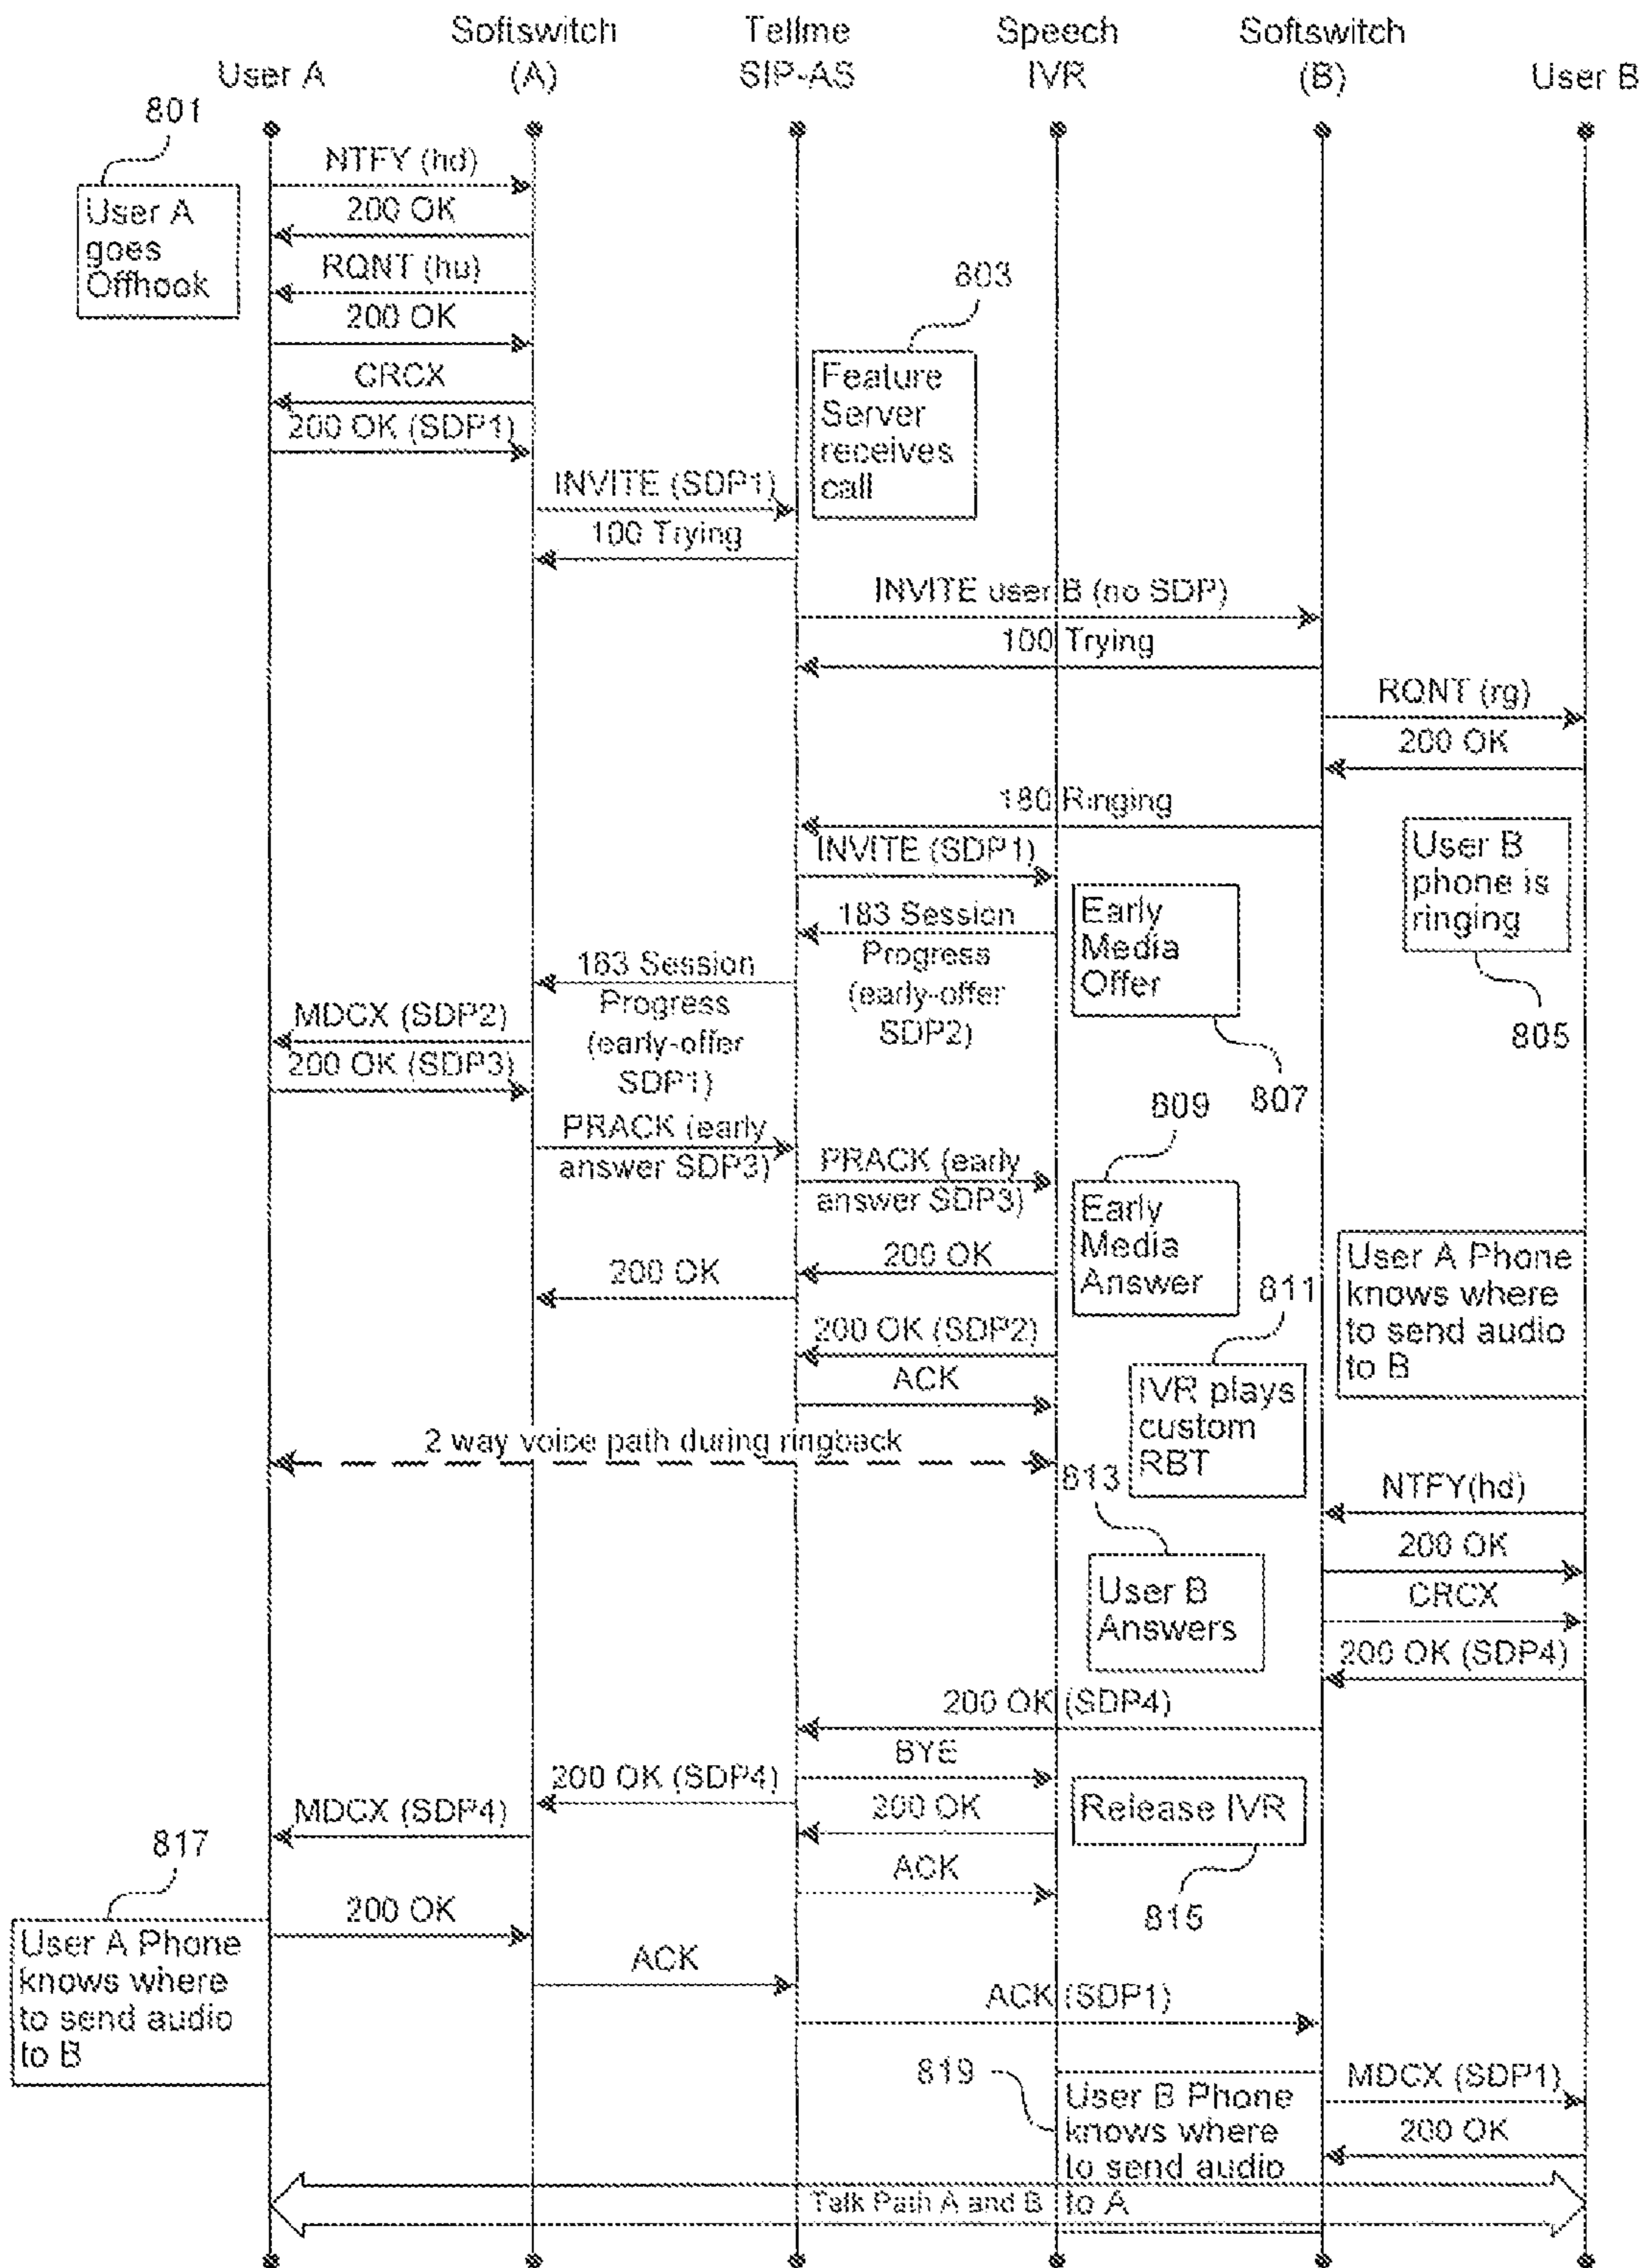 Softswitch
Tellme
Speech
Softswitch
User A
(A)
SIP-AS
IVR
(B)
User B
801
NTFY (hd)
User A
goes
Offhook
200 OK
RQNT (hu)
200 OK
803
CRCX
Feature
Server
receives
call
200 OK (SDP1)
INVITE (SDP1)
100 Trying
INVITE user B (no SDP)
100 Trying
RQNT (rg)
200 OK
180 Ringing
User B
phone is
ringing
805
INVITE (SDP1)
183 Session
Progress
(early-offer
SDP2)
Early
Media
Offer
807
183 Session
Progress
(early-offer
SDP1)
MDCX (SDP2)
200 OK (SDP3)
809
PRACK (early
answer SDP3)
PRACK (early
answer SDP3)
Early
Media
Answer
User A Phone
knows where
to send audio
to B
200 OK
200 OK
811
200 OK (SDP2)
ACK
IVR plays
custom
RBT
2 way voice path during ringback
813
NTFY(hd)
200 OK
User B
Answers
CRCX
200 OK (SDP4)
200 OK (SDP4)
BYE
200 OK (SDP4)
Release IVR
MDCX (SDP4)
200 OK
817
ACK
815
200 OK
User A Phone
knows where
to send audio
to B
ACK
ACK (SDP1)
819
MDCX (SDP1)
User B Phone
knows where
to send audio
to A
200 OK
Talk Path A and B